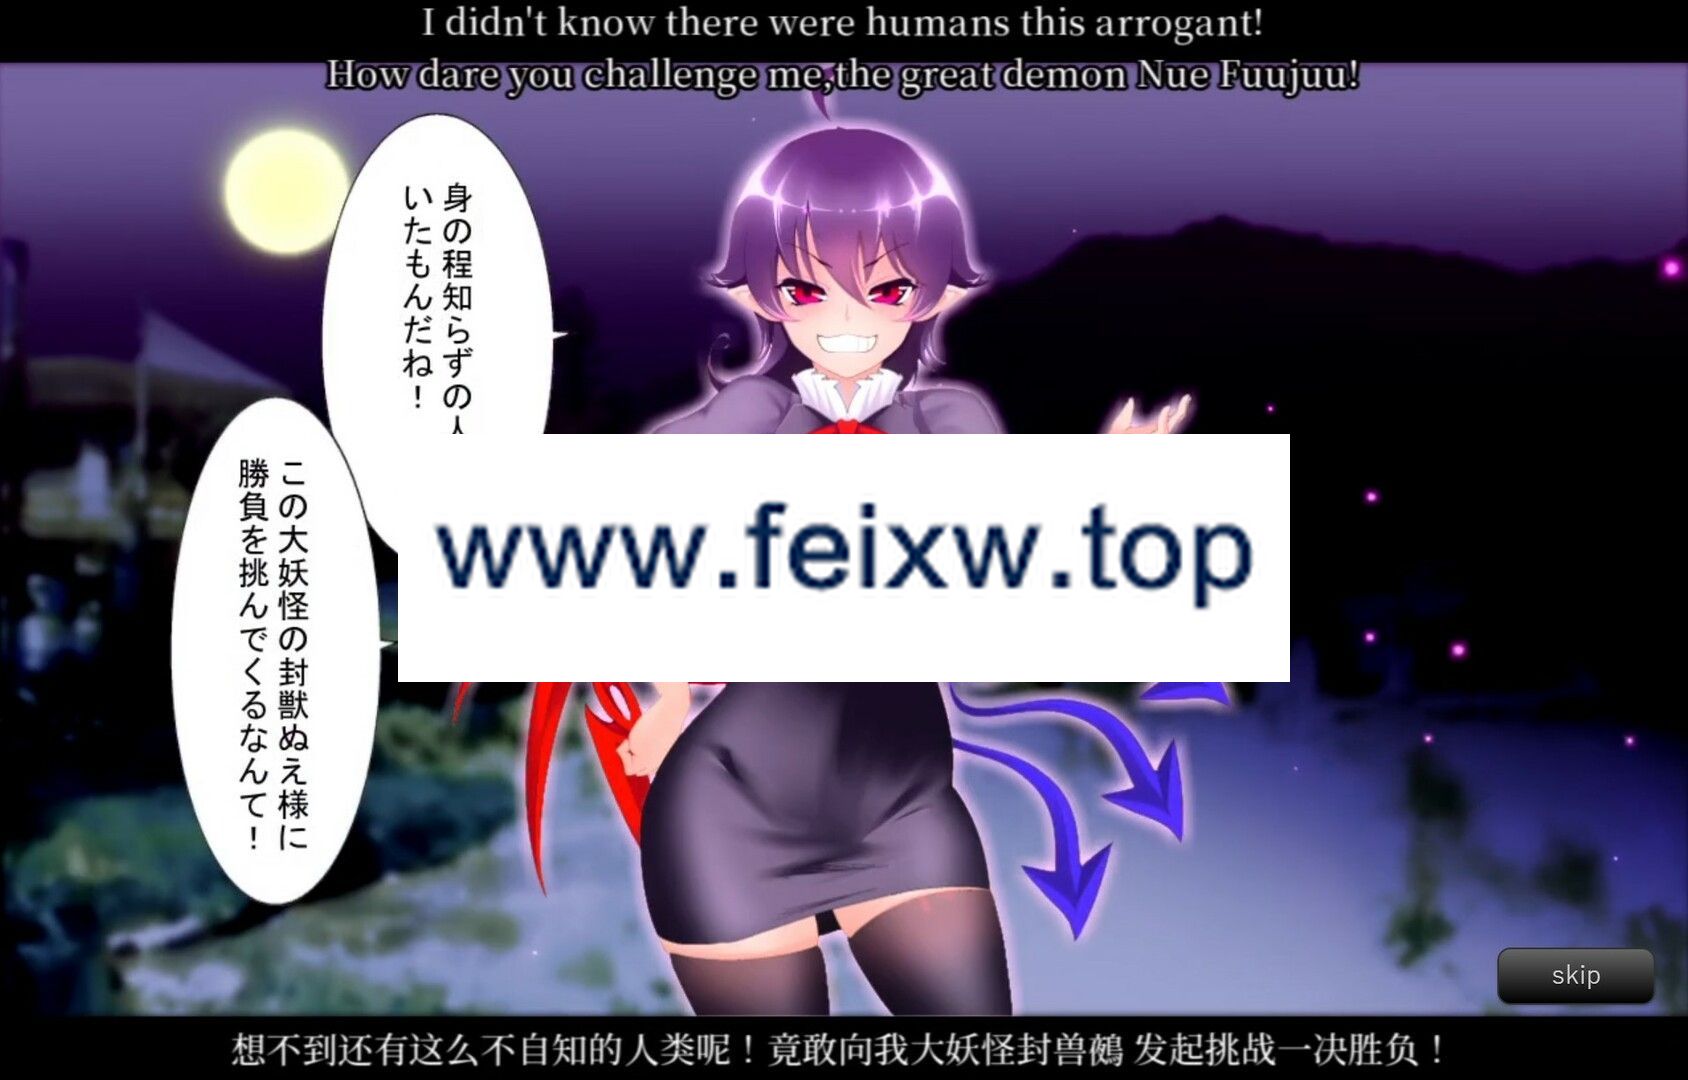 I didn't know there were humans this arrogant!
How dare you challenge me,the great demon Nue Fuujuu!
身の程知らずの人
いたもんだね！
この大妖怪の封獣ぬえ様に
勝負を挑んでくるなんて！
www.feixw.top
skip
想不到还有这么不自知的人类呢！竟敢向我大妖怪封兽鵺 发起挑战一决胜负！